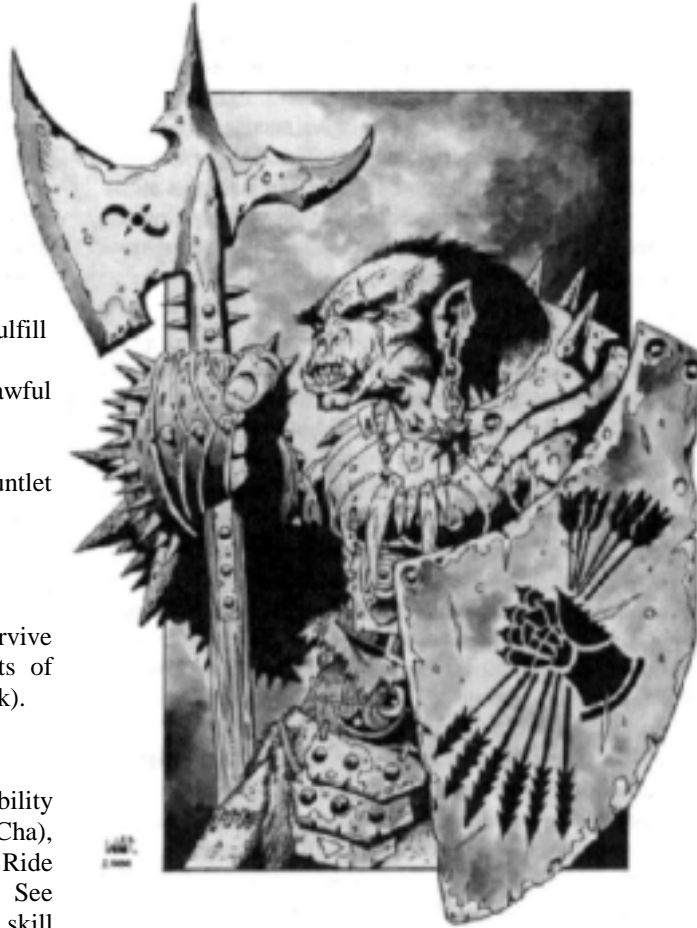 ulfill
awful
untlet
rvive
ts of
k).
bility
Cha),
Ride
See
skill